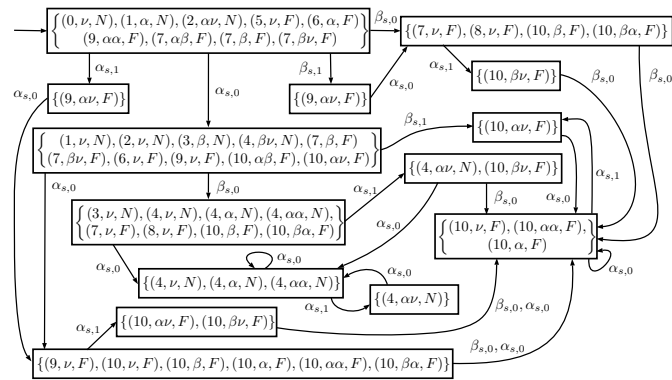 {(0, ν, N), (1, α, N), (2, αν, N), (5, ν, F), (6, α, F)
(9, αα, F), (7, αβ, F), (7, β, F), (7, βν, F)}
β_{s,0}
{(7, ν, F), (8, ν, F), (10, β, F), (10, βα, F)}
α_{s,1}
β_{s,1}
α_{s,0}
α_{s,0}
α_{s,0}
α_{s,1}
β_{s,0}
β_{s,0}
{(9, αν, F)}
{(9, αν, F)}
{(10, βν, F)}
β_{s,1}
{(10, αν, F)}
{(1, ν, N), (2, ν, N), (3, β, N), (4, βν, N), (7, β, F)
(7, βν, F), (6, ν, F), (9, ν, F), (10, αβ, F), (10, αν, F)}
{(4, αν, N), (10, βν, F)}
α_{s,0}
β_{s,0}
α_{s,1}
α_{s,0}
β_{s,0}
α_{s,0}
α_{s,1}
{(3, ν, N), (4, ν, N), (4, α, N), (4, αα, N),
(7, ν, F), (8, ν, F), (10, β, F), (10, βα, F)}
{(10, ν, F), (10, αα, F),
(10, α, F)}
α_{s,0}
α_{s,0}
α_{s,0}
α_{s,0}
{(4, ν, N), (4, α, N), (4, αα, N)}
α_{s,1}
{(4, αν, N)}
α_{s,1}
{(10, αν, F), (10, βν, F)}
β_{s,0}, α_{s,0}
β_{s,0}, α_{s,0}
{(9, ν, F), (10, ν, F), (10, β, F), (10, α, F), (10, αα, F), (10, βα, F)}